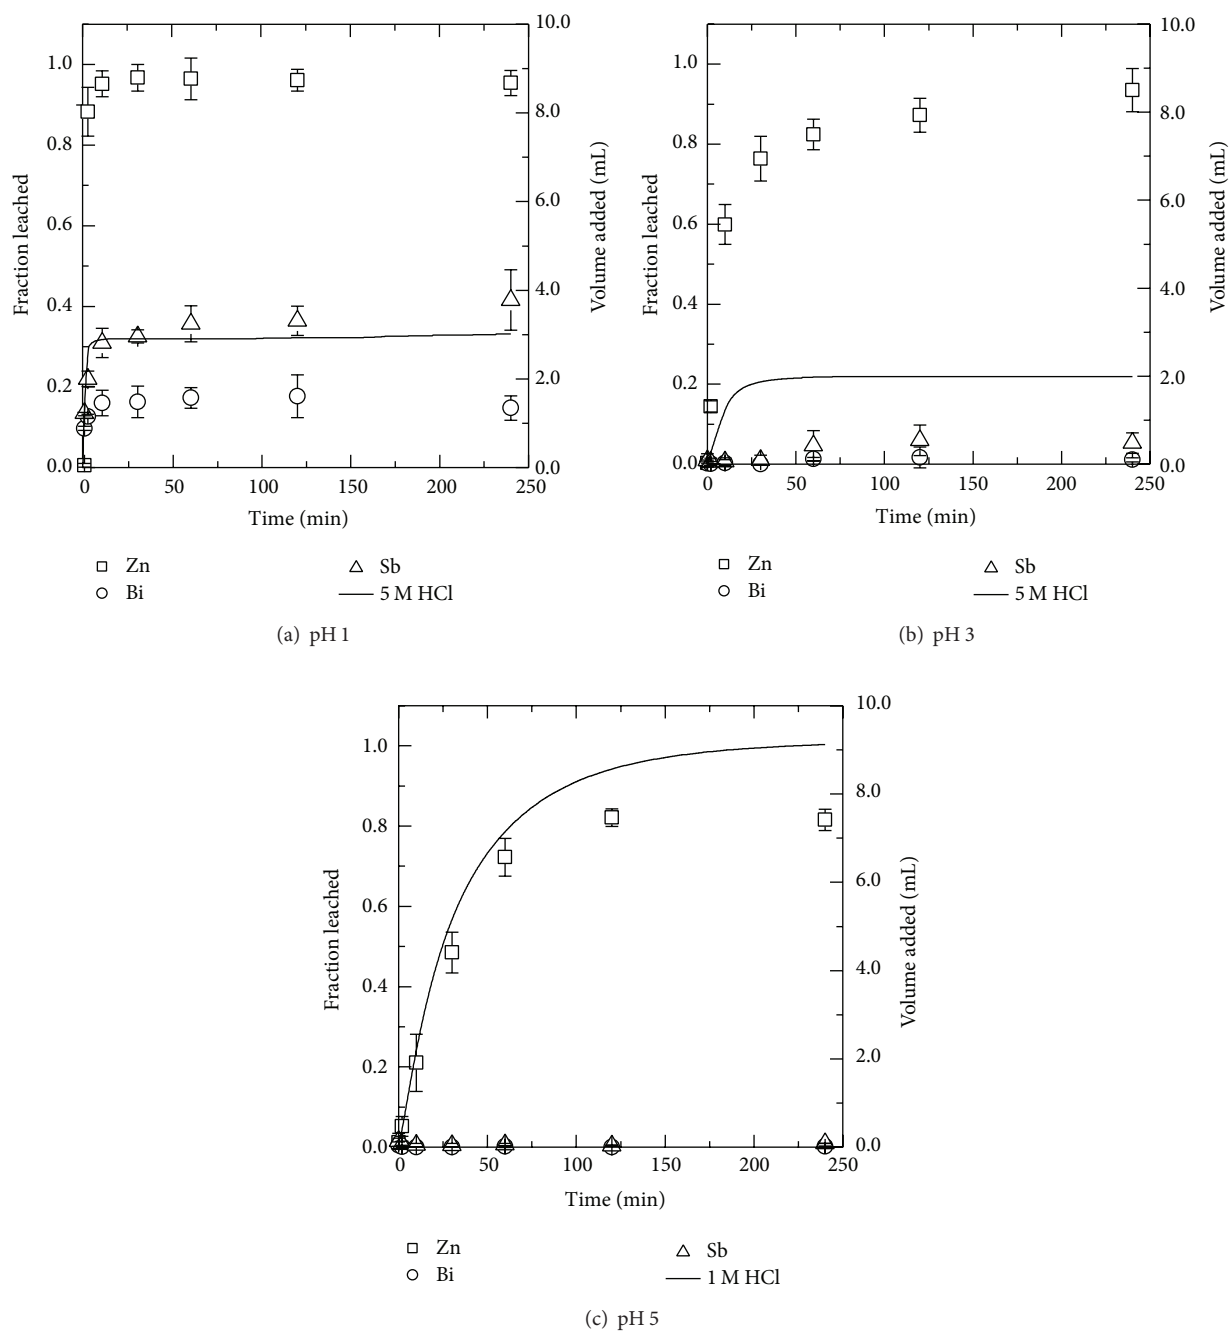 10.0
1.0
8.0
0.8
6.0
0.6
4.0
0.4
2.0
0.2
0.0
0.0
0 50 100 150 200 250
Fraction leached
Volume added (mL)
Time (min)
Zn
Sb
Bi
5 M HCl
(a) pH 1
10.0
1.0
8.0
0.8
6.0
0.6
4.0
0.4
2.0
0.2
0.0
0.0
0 50 100 150 200 250
Fraction leached
Volume added (mL)
Time (min)
Zn
Sb
Bi
5 M HCl
(b) pH 3
10.0
1.0
8.0
0.8
6.0
0.6
4.0
0.4
2.0
0.2
0.0
0.0
0 50 100 150 200 250
Fraction leached
Volume added (mL)
Time (min)
Zn
Sb
Bi
1 M HCl
(c) pH 5